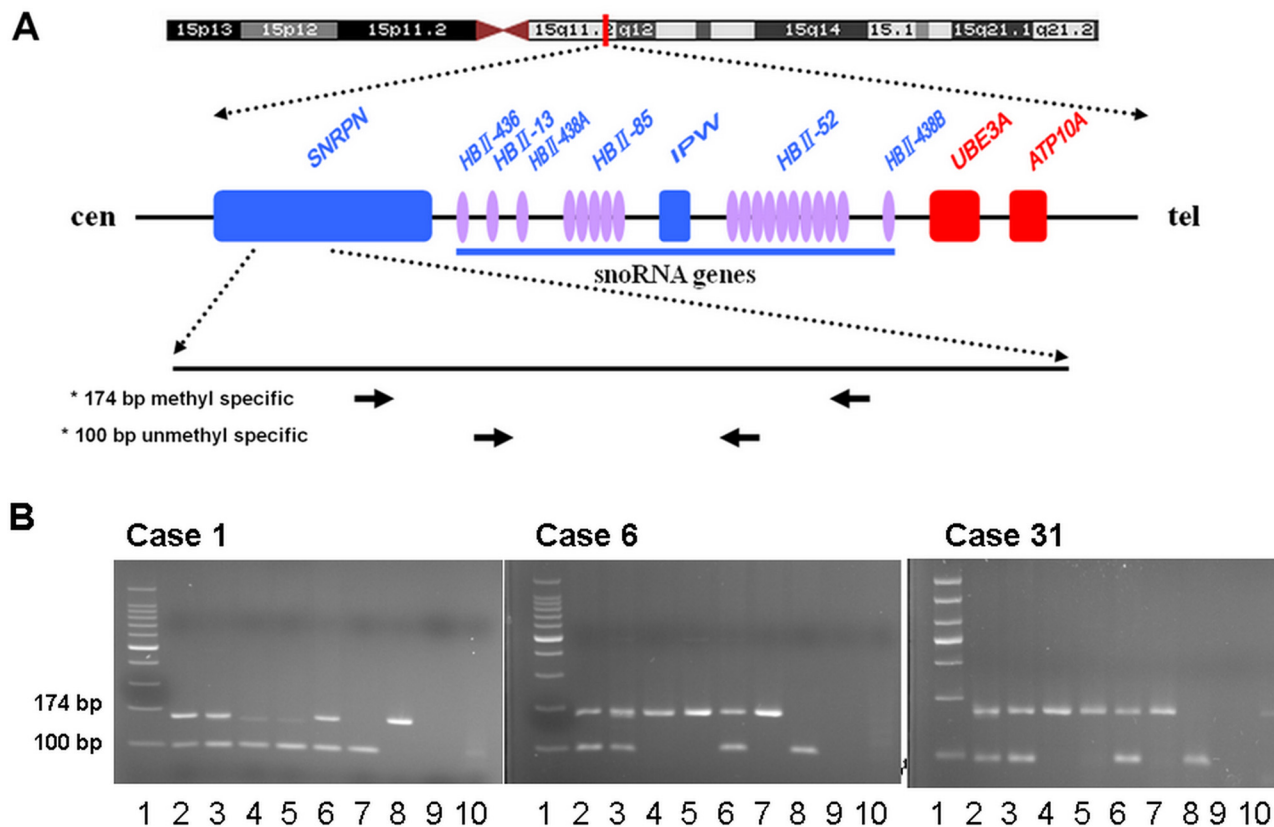 A
15p13 15p12 15p11.2 15q11.2 q12 15q14 15.1 15q21.1 q21.2
SNRPN HBⅡ-436 HBⅡ-13 HBⅡ-438A HBⅡ-85 IPW HBⅡ-52 HBⅡ-438B UBE3A ATP10A
cen tel
snoRNA genes
* 174 bp methyl specific
* 100 bp unmethyl specific
B
Case 1 Case 6 Case 31
174 bp
100 bp
1 2 3 4 5 6 7 8 9 10 1 2 3 4 5 6 7 8 9 10 1 2 3 4 5 6 7 8 9 10